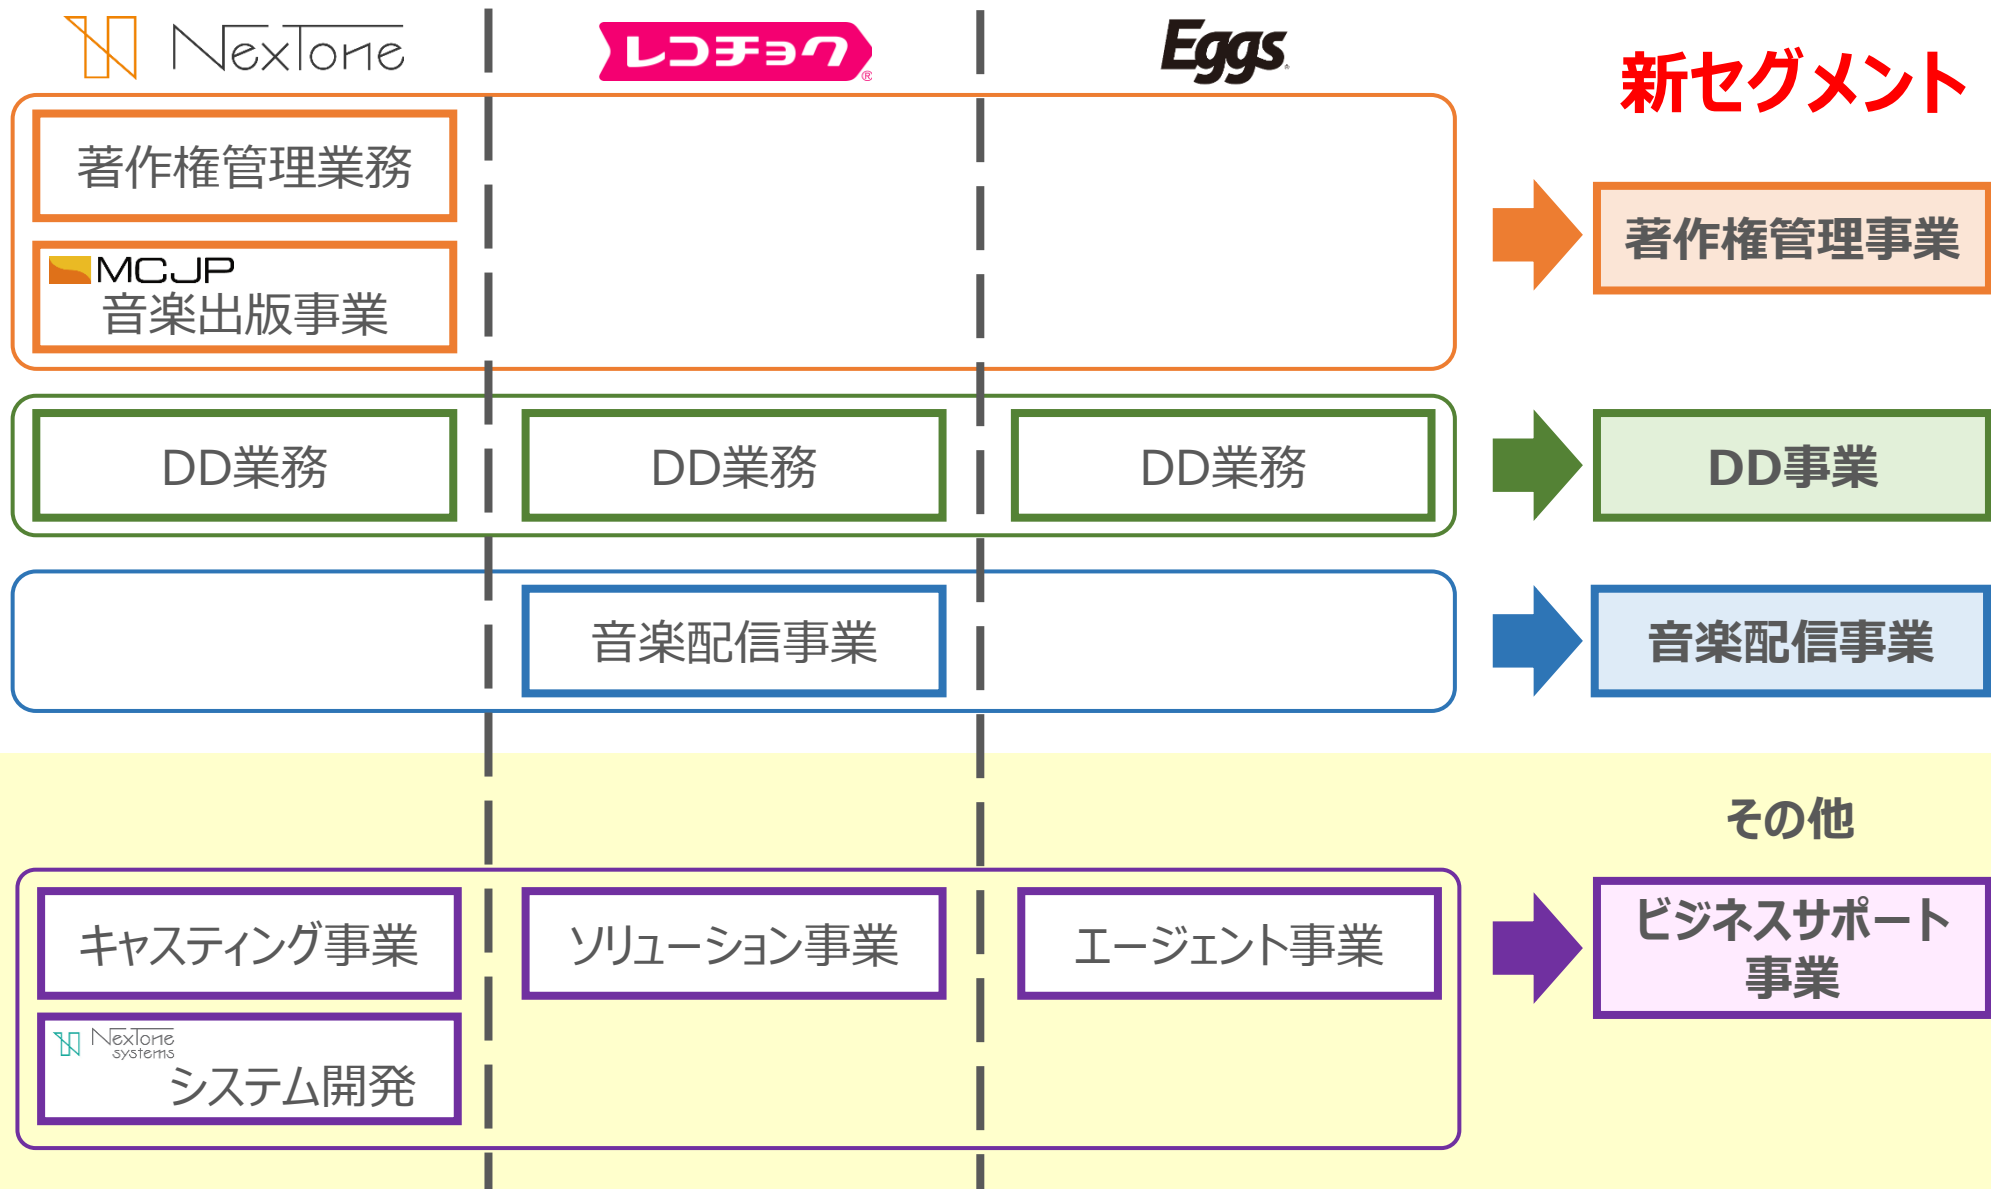 NexTone
レコチョク®
Eggs
新セグメント
著作権管理業務
著作権管理事業
MCJP
音楽出版事業
DD業務
DD業務
DD業務
DD事業
音楽配信事業
音楽配信事業
その他
キャスティング事業
ソリューション事業
エージェント事業
ビジネスサポート
事業
NexTone
systems
システム開発